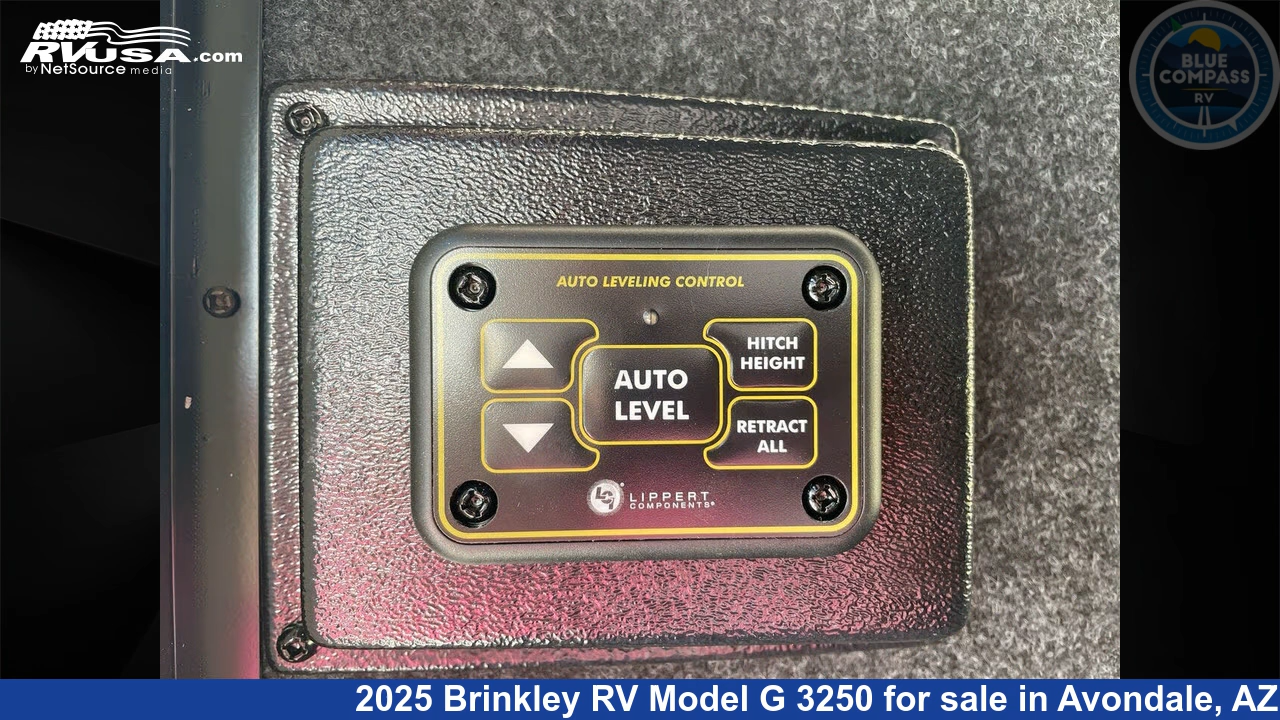 RVUSA.com
by NetSource media
BLUE
COMPASS
RV
AUTO LEVELING CONTROL
HITCH
HEIGHT
AUTO
LEVEL
RETRACT
ALL
LCI LIPPERT
COMPONENTS®
2025 Brinkley RV Model G 3250 for sale in Avondale, AZ